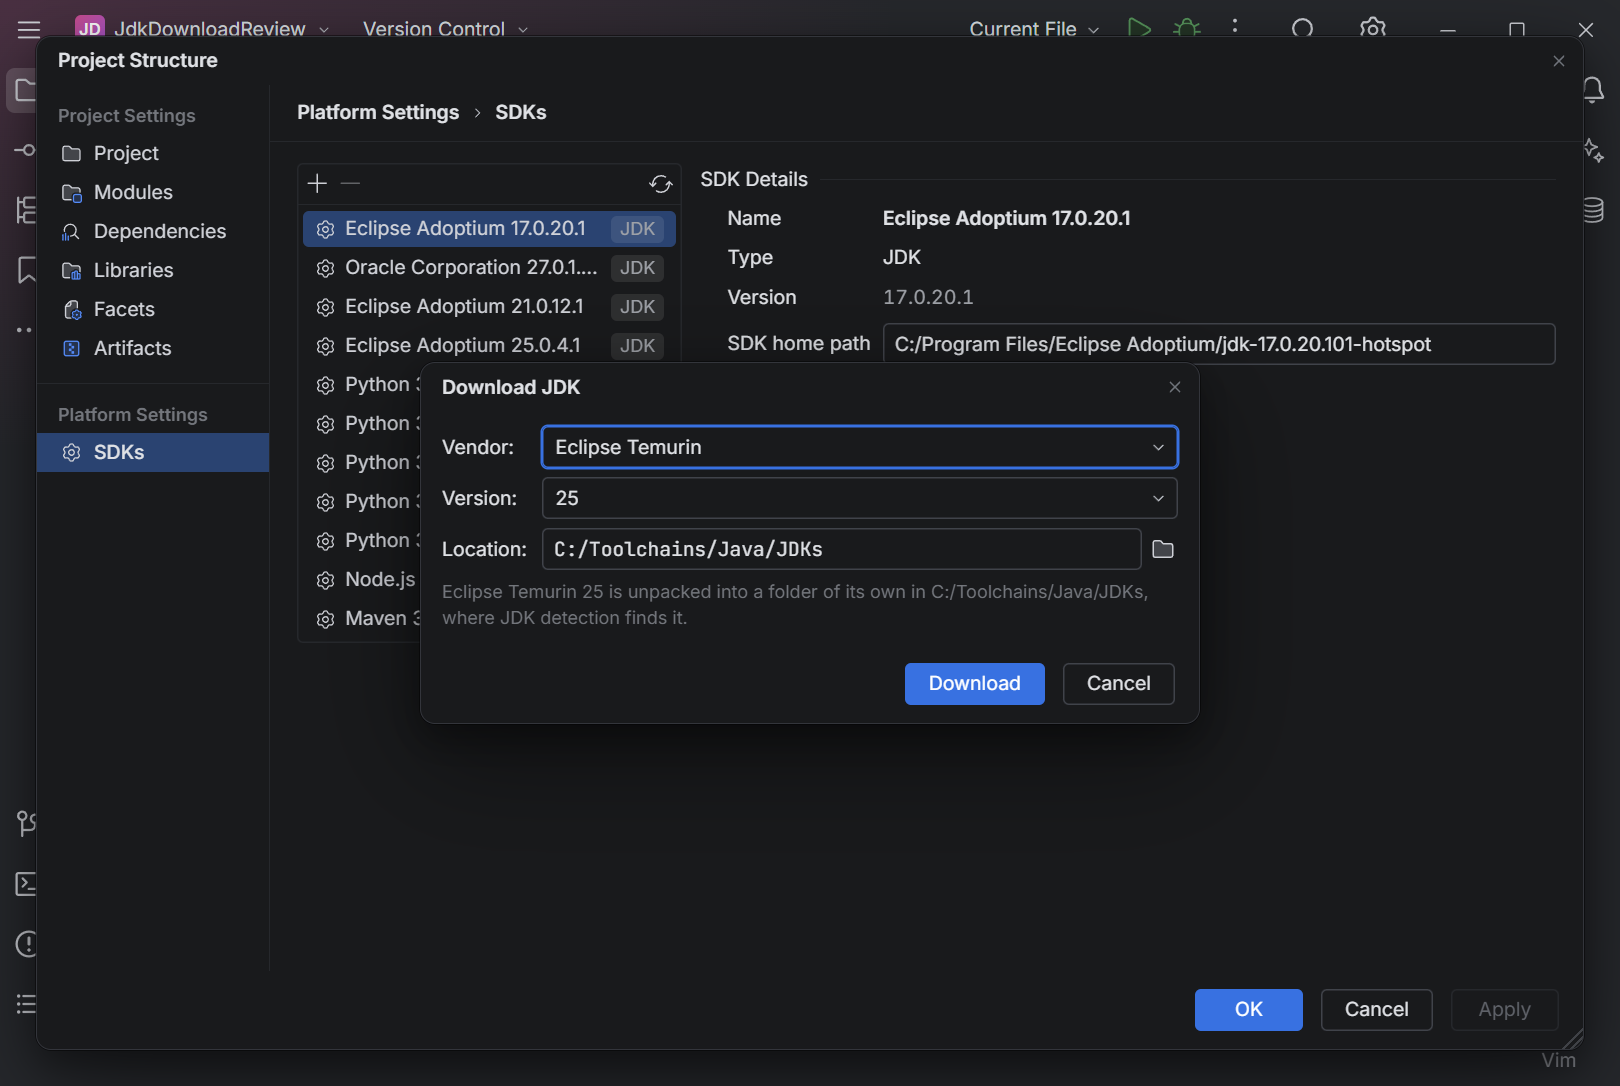 JD JdkDownloadReview
Version Control
Current File
Project Structure
Project Settings
Project
Modules
Dependencies
Libraries
Facets
Artifacts
Platform Settings
SDKs
Platform Settings › SDKs
Eclipse Adoptium 17.0.20.1 JDK
Oracle Corporation 27.0.1.... JDK
Eclipse Adoptium 21.0.12.1 JDK
Eclipse Adoptium 25.0.4.1 JDK
Python
Python
Python
Python
Python
Node.js
Maven
SDK Details
Name Eclipse Adoptium 17.0.20.1
Type JDK
Version 17.0.20.1
SDK home path C:/Program Files/Eclipse Adoptium/jdk-17.0.20.101-hotspot
Download JDK
Vendor: Eclipse Temurin
Version: 25
Location: C:/Toolchains/Java/JDKs
Eclipse Temurin 25 is unpacked into a folder of its own in C:/Toolchains/Java/JDKs,
where JDK detection finds it.
Download Cancel
OK Cancel Apply
Vim